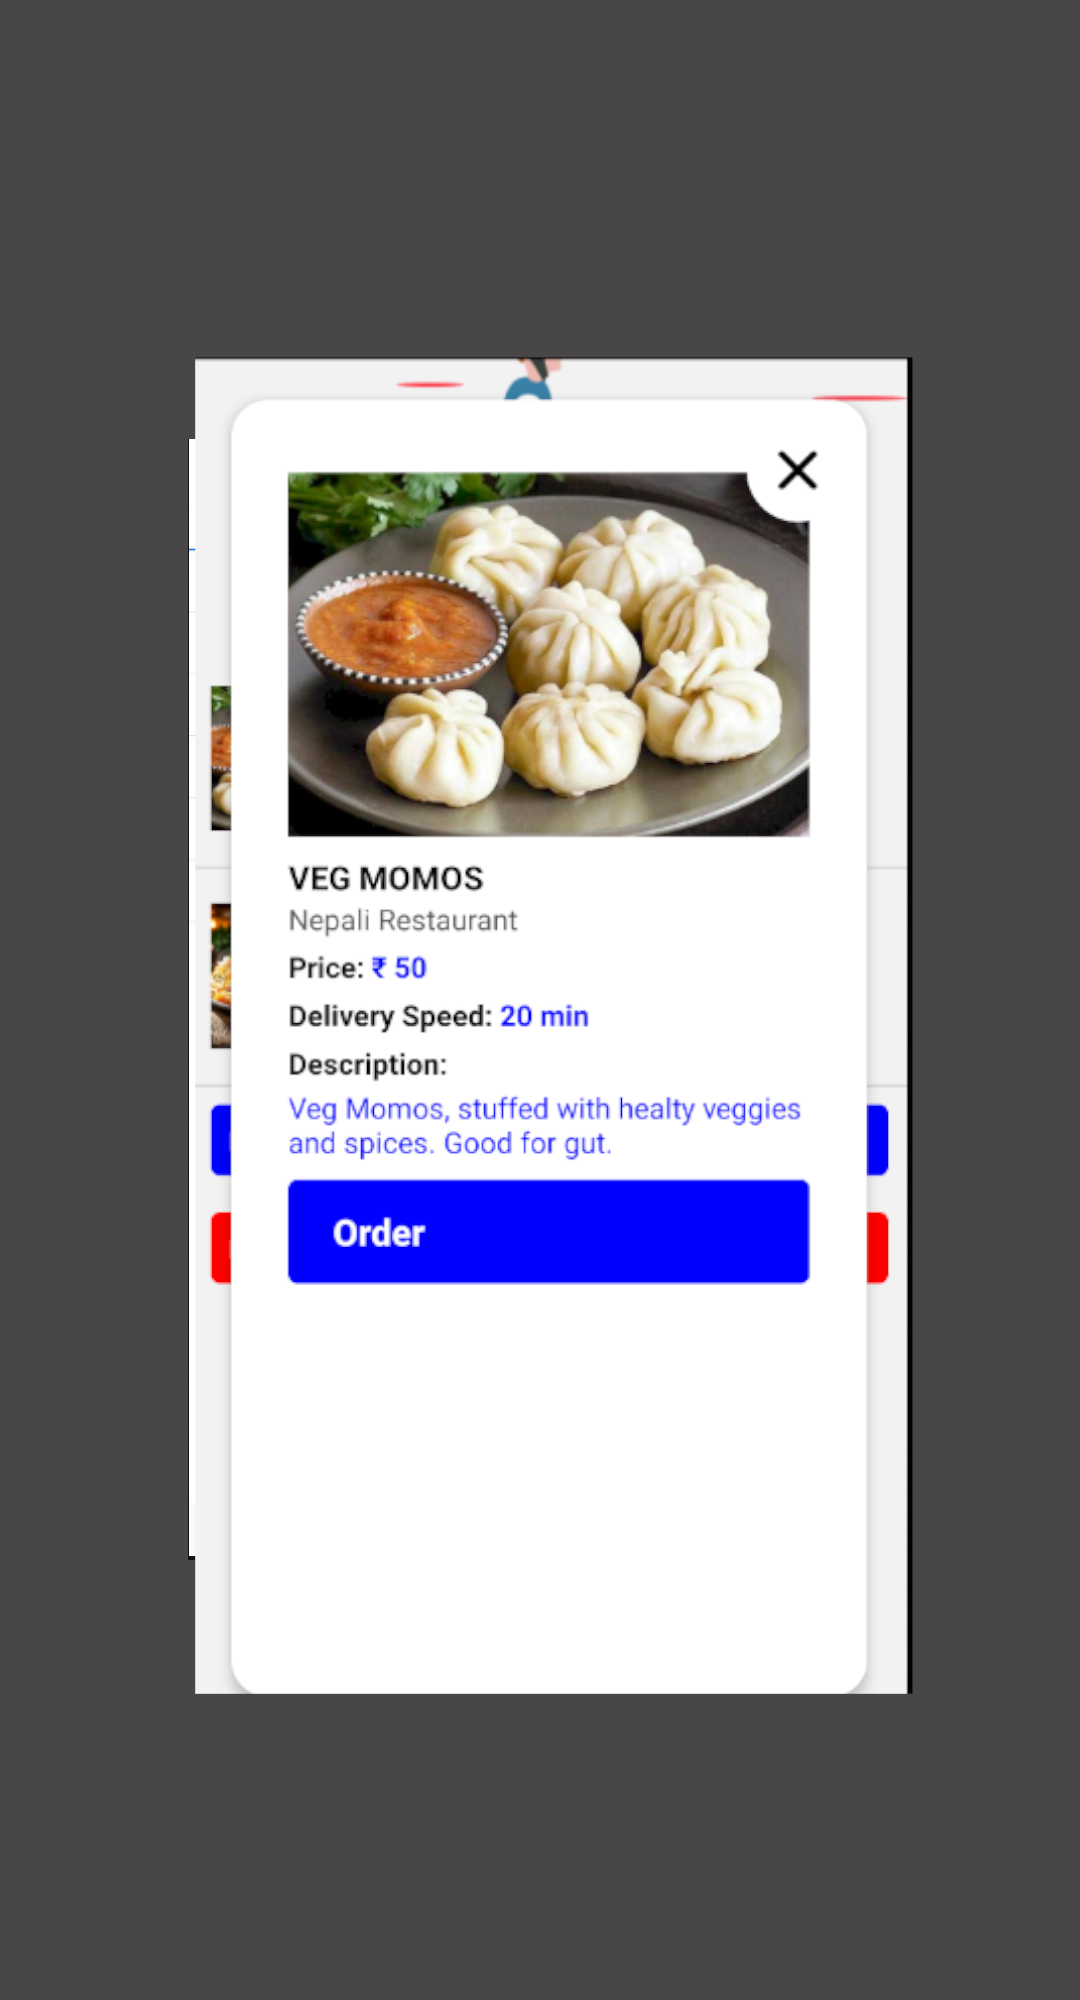 VEG MOMOS
Nepali Restaurant
Price: ₹ 50
Delivery Speed: 20 min
Description:
Veg Momos, stuffed with healty veggies
and spices. Good for gut.
Order